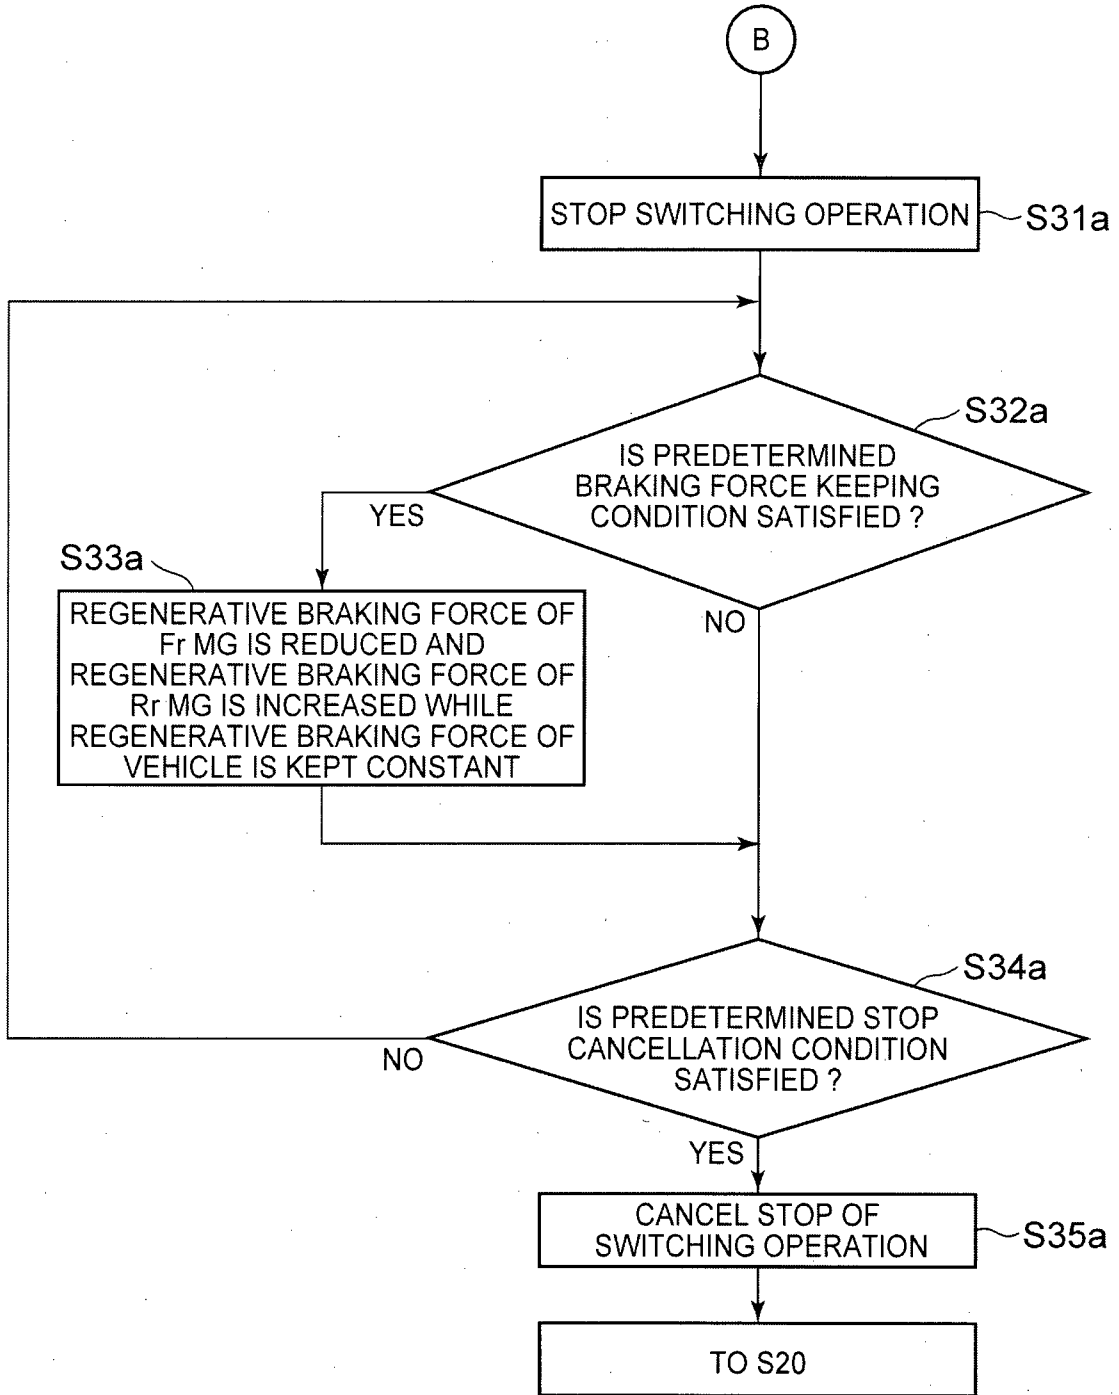 B
STOP SWITCHING OPERATION
S31a
S32a
IS PREDETERMINED
BRAKING FORCE KEEPING
CONDITION SATISFIED ?
YES
NO
S33a
REGENERATIVE BRAKING FORCE OF
Fr MG IS REDUCED AND
REGENERATIVE BRAKING FORCE OF
Rr MG IS INCREASED WHILE
REGENERATIVE BRAKING FORCE OF
VEHICLE IS KEPT CONSTANT
S34a
IS PREDETERMINED STOP
CANCELLATION CONDITION
SATISFIED ?
NO
YES
CANCEL STOP OF
SWITCHING OPERATION
S35a
TO S20